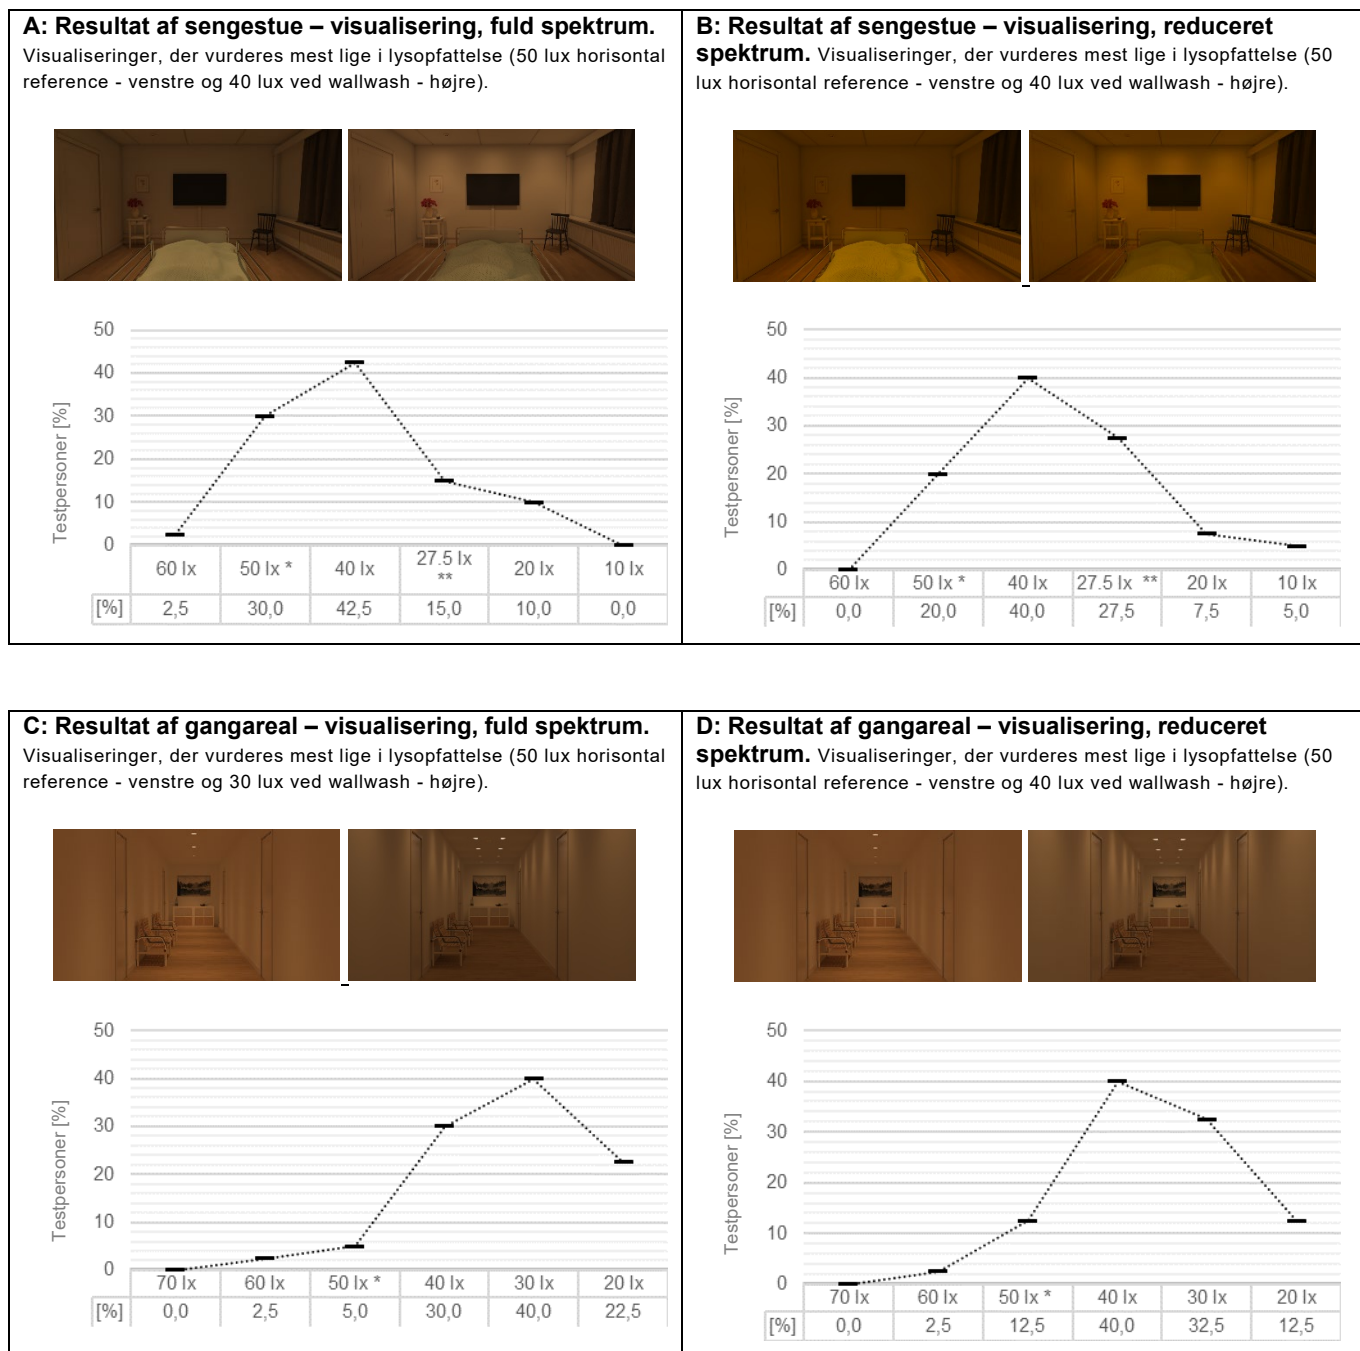 A: Resultat af sengestue – visualisering, fuld spektrum.
Visualiseringer, der vurderes mest lige i lysopfattelse (50 lux horisontal
reference - venstre og 40 lux ved wallwash - højre).
50
40
30
20
10
0
Testpersoner [%]
60 lx 50 lx * 40 lx 27.5 lx ** 20 lx 10 lx
[%] 2,5 30,0 42,5 15,0 10,0 0,0
B: Resultat af sengestue – visualisering, reduceret
spektrum. Visualiseringer, der vurderes mest lige i lysopfattelse (50
lux horisontal reference - venstre og 40 lux ved wallwash - højre).
50
40
30
20
10
0
Testpersoner [%]
60 lx 50 lx * 40 lx 27.5 lx ** 20 lx 10 lx
[%] 0,0 20,0 40,0 27,5 7,5 5,0
C: Resultat af gangareal – visualisering, fuld spektrum.
Visualiseringer, der vurderes mest lige i lysopfattelse (50 lux horisontal
reference - venstre og 30 lux ved wallwash - højre).
50
40
30
20
10
0
Testpersoner [%]
70 lx 60 lx 50 lx * 40 lx 30 lx 20 lx
[%] 0,0 2,5 5,0 30,0 40,0 22,5
D: Resultat af gangareal – visualisering, reduceret
spektrum. Visualiseringer, der vurderes mest lige i lysopfattelse (50
lux horisontal reference - venstre og 40 lux ved wallwash - højre).
50
40
30
20
10
0
Testpersoner [%]
70 lx 60 lx 50 lx * 40 lx 30 lx 20 lx
[%] 0,0 2,5 12,5 40,0 32,5 12,5